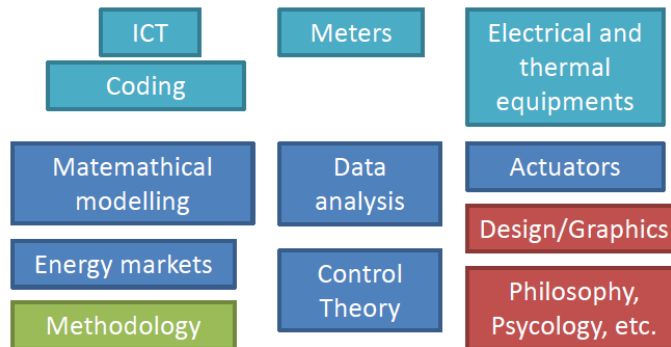 ICT
Meters
Electrical and
thermal
equipments
Coding
Matemathical
modelling
Data
analysis
Actuators
Design/Graphics
Energy markets
Control
Theory
Philosophy,
Psycology, etc.
Methodology